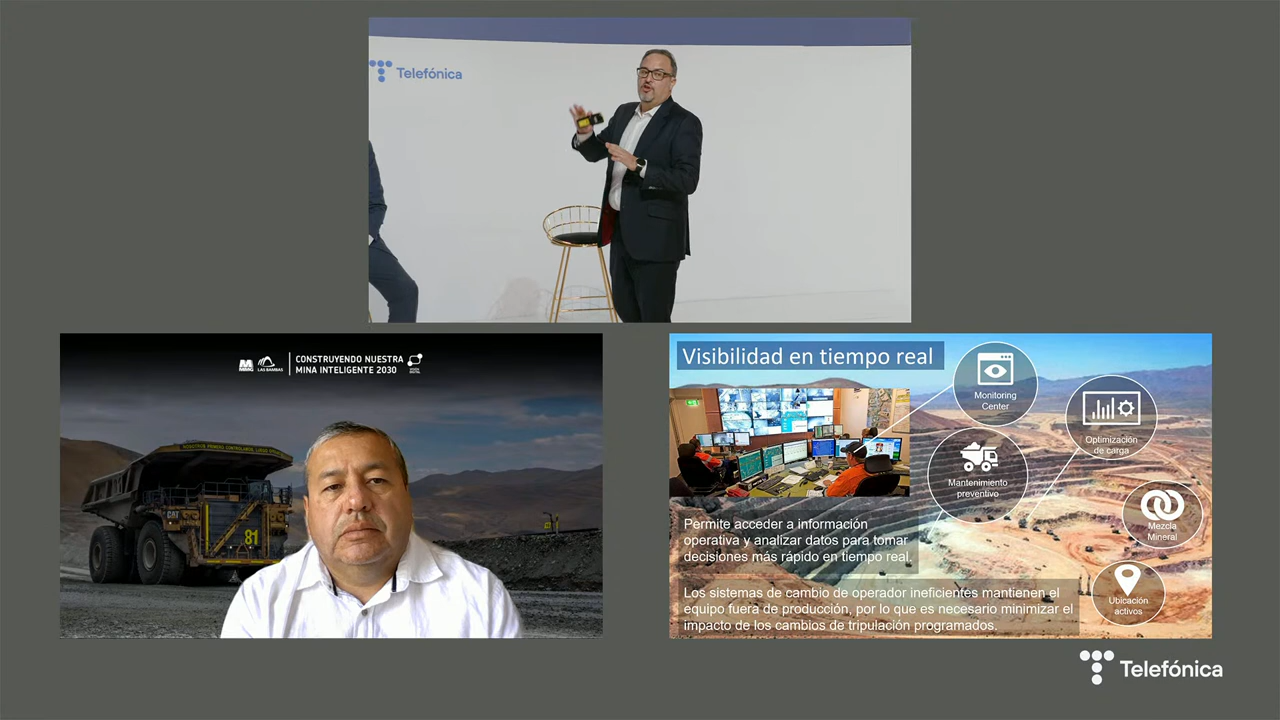 Telefónica
MMG
LAS BAMBAS
CONSTRUYENDO NUESTRA
MINA INTELIGENTE 2030
CAT
81
Visibilidad en tiempo real
Monitoring
Center
Optimización
de carga
Mantenimiento
preventivo
Mezcla
Mineral
Ubicación
activos
Permite acceder a información
operativa y analizar datos para tomar
decisiones más rápido en tiempo real.
Los sistemas de cambio de operador ineficientes mantienen el
equipo fuera de producción, por lo que es necesario minimizar el
impacto de los cambios de tripulación programados.
Telefónica